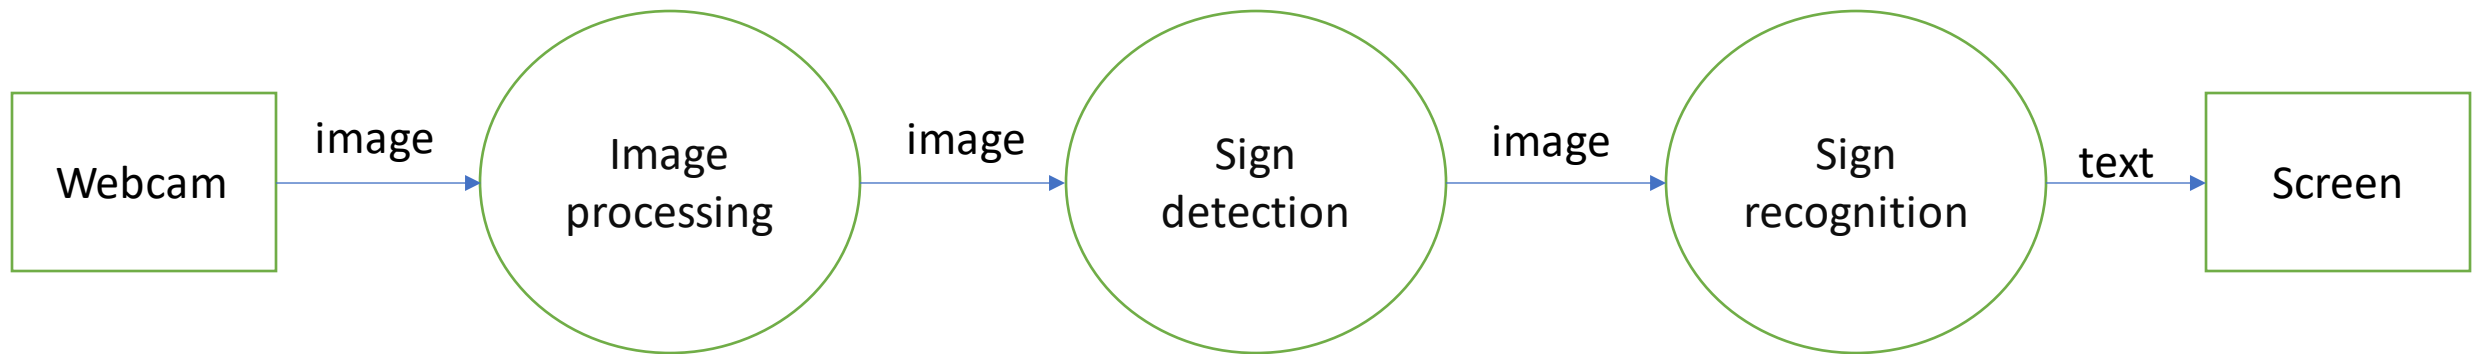 Webcam
image
Image
processing
image
Sign
detection
image
Sign
recognition
text
Screen